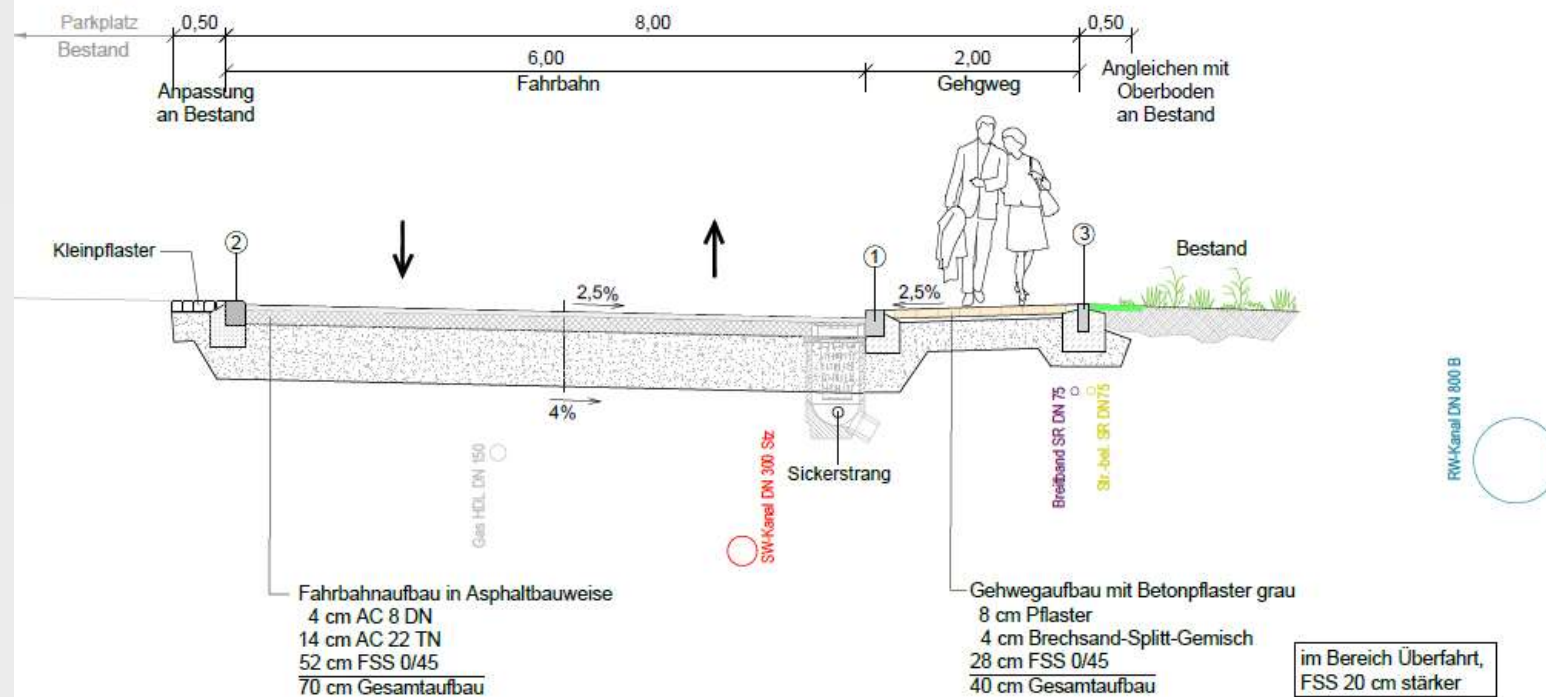 Parkplatz
Bestand
0,50
8,00
0,50
6,00
2,00
Anpassung
an Bestand
Fahrbahn
Gehgweg
Angleichen mit
Oberboden
an Bestand
Kleinpflaster
2
1
3
Bestand
2,5%
2,5%
4%
Gas HDL DN 150
SW-Kanal DN 300 Stz
Sickerstrang
Breitband SR DN 75
Str.-bel. SR DN75
RW-Kanal DN 800 B
Fahrbahnaufbau in Asphaltbauweise
4 cm AC 8 DN
14 cm AC 22 TN
52 cm FSS 0/45
70 cm Gesamtaufbau
Gehwegaufbau mit Betonpflaster grau
8 cm Pflaster
4 cm Brechsand-Splitt-Gemisch
28 cm FSS 0/45
40 cm Gesamtaufbau
im Bereich Überfahrt,
FSS 20 cm stärker